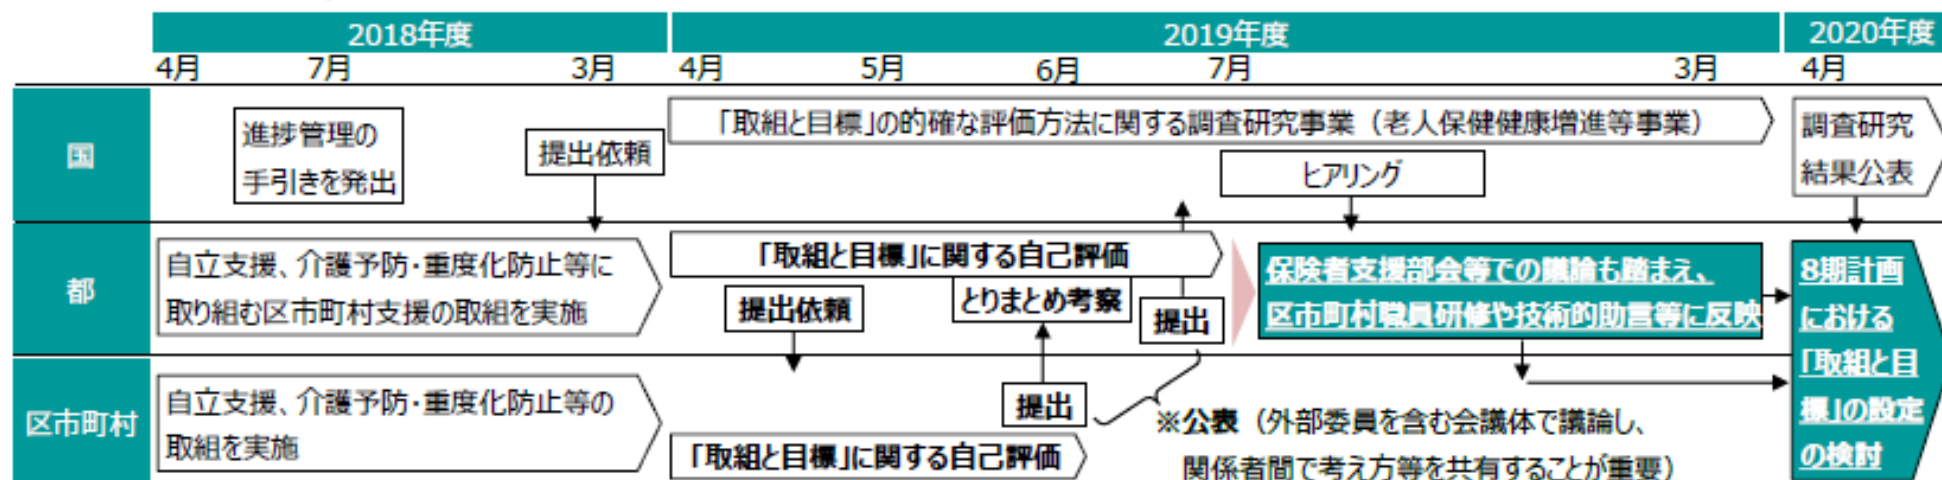 2018年度
2019年度
2020年度
4月
7月
3月
4月
5月
6月
7月
3月
4月
国
進捗管理の
手引きを発出
提出依頼
「取組と目標」の的確な評価方法に関する調査研究事業（老人保健健康増進等事業）
ヒアリング
調査研究
結果公表
都
自立支援、介護予防・重度化防止等に
取り組む区市町村支援の取組を実施
「取組と目標」に関する自己評価
提出依頼
とりまとめ考察
提出
保険者支援部会等での議論も踏まえ、
区市町村職員研修や技術的助言等に反映
8期計画
における
「取組と目
標」の設定
の検討
区市町村
自立支援、介護予防・重度化防止等の
取組を実施
「取組と目標」に関する自己評価
提出
※公表（外部委員を含む会議体で議論し、
関係者間で考え方等を共有することが重要）